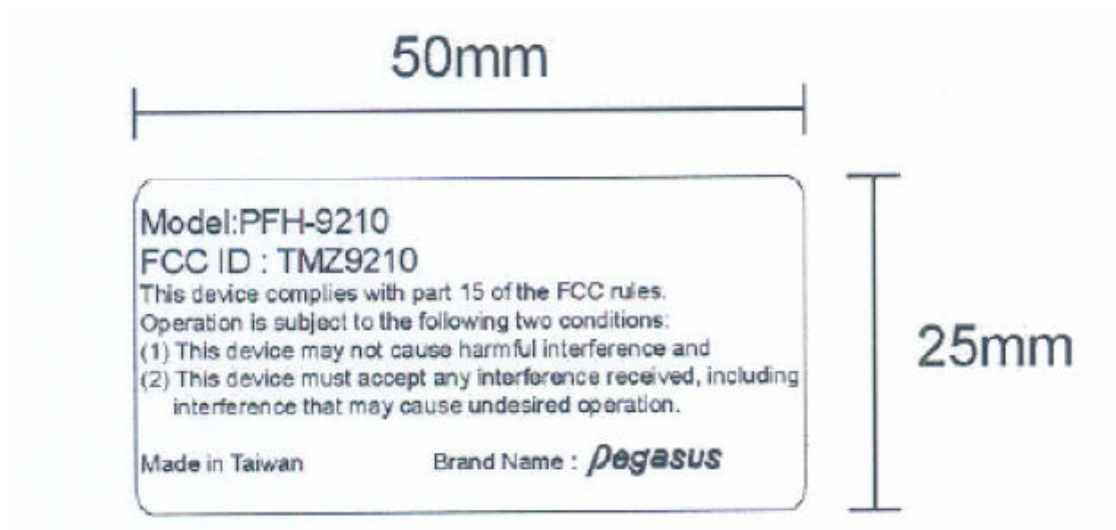 50mm
Model:PFH-9210
FCC ID : TMZ9210
This device complies with part 15 of the FCC rules.
Operation is subject to the following two conditions:
(1) This device may not cause harmful interference and
(2) This device must accept any interference received, including
interference that may cause undesired operation.
25mm
Made in Taiwan Brand Name : Pegasus